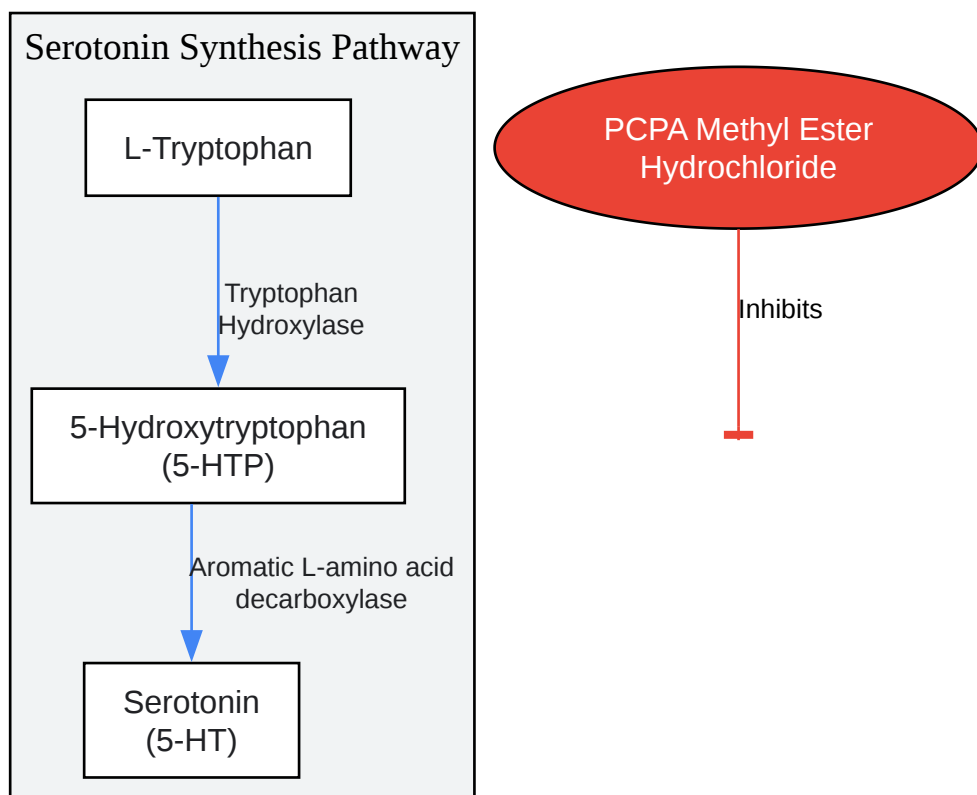 Serotonin Synthesis Pathway
L-Tryptophan
Tryptophan
Hydroxylase
5-Hydroxytryptophan
(5-HTP)
Aromatic L-amino acid
decarboxylase
Serotonin
(5-HT)
PCPA Methyl Ester
Hydrochloride
Inhibits